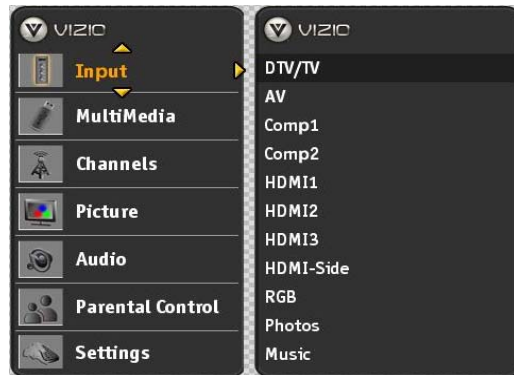 VIZIO
Input
MultiMedia
Channels
Picture
Audio
Parental Control
Settings
VIZIO
DTV/TV
AV
Comp1
Comp2
HDMI1
HDMI2
HDMI3
HDMI-Side
RGB
Photos
Music